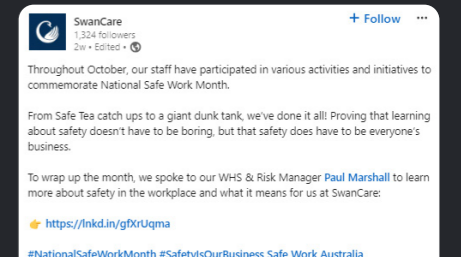 SwanCare
+ Follow ...
1,324 followers
2w • Edited •
Throughout October, our staff have participated in various activities and initiatives to
commemorate National Safe Work Month.
From Safe Tea catch ups to a giant dunk tank, we've done it all! Proving that learning
about safety doesn't have to be boring, but that safety does have to be everyone's
business.
To wrap up the month, we spoke to our WHS & Risk Manager Paul Marshall to learn
more about safety in the workplace and what it means for us at SwanCare:
👉 https://lnkd.in/gfXrUqma
#NationalSafeWorkMonth #SafetyIsOurBusiness Safe Work Australia